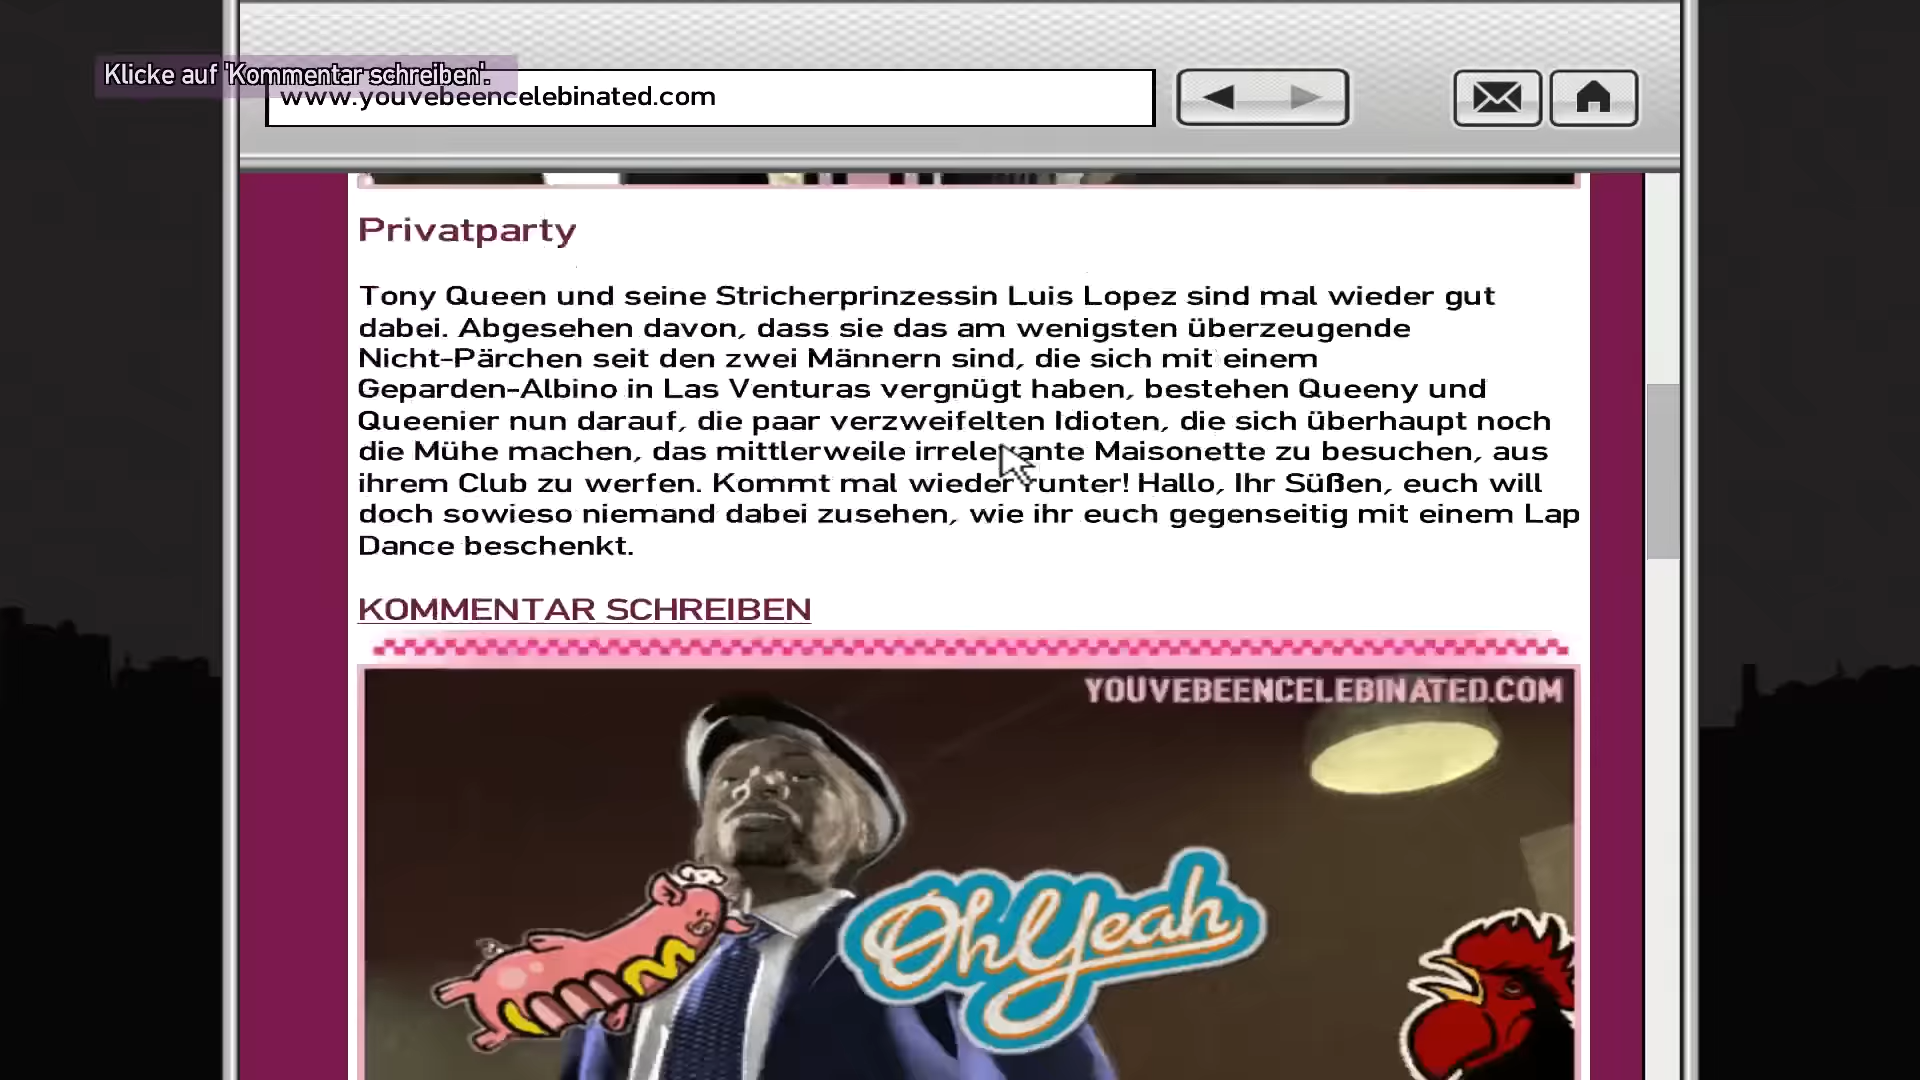 Klicke auf 'Kommentar schreiben'.
www.youvebeencelebinated.com
Privatparty
Tony Queen und seine Stricherprinzessin Luis Lopez sind mal wieder gut
dabei. Abgesehen davon, dass sie das am wenigsten überzeugende
Nicht-Pärchen seit den zwei Männern sind, die sich mit einem
Geparden-Albino in Las Venturas vergnügt haben, bestehen Queeny und
Queenier nun darauf, die paar verzweifelten Idioten, die sich überhaupt noch
die Mühe machen, das mittlerweile irrelevante Maisonette zu besuchen, aus
ihrem Club zu werfen. Kommt mal wieder runter! Hallo, Ihr Süßen, euch will
doch sowieso niemand dabei zusehen, wie ihr euch gegenseitig mit einem Lap
Dance beschenkt.
KOMMENTAR SCHREIBEN
YOUVEBEENCELEBINATED.COM
Oh Yeah